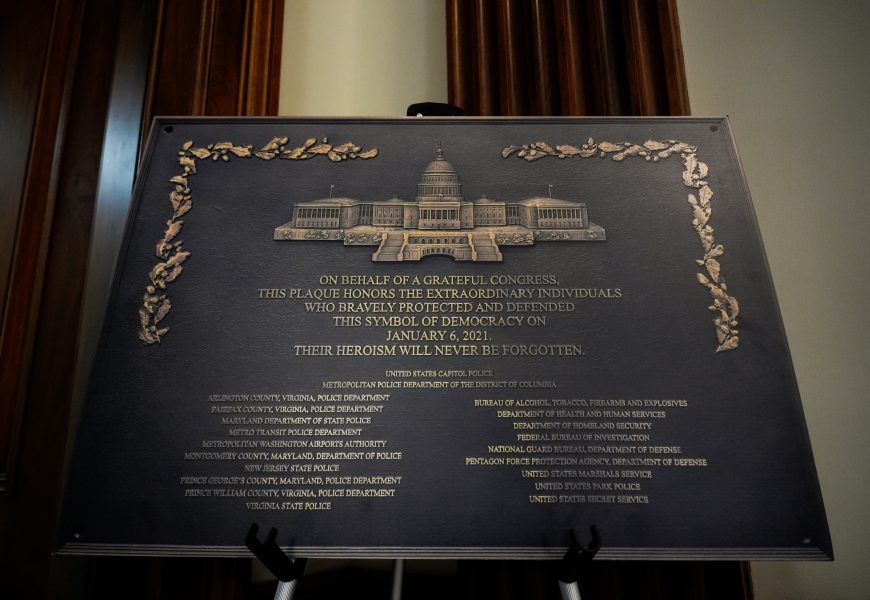 ON BEHALF OF A GRATEFUL CONGRESS,
THIS PLAQUE HONORS THE EXTRAORDINARY INDIVIDUALS
WHO BRAVELY PROTECTED AND DEFENDED
THIS SYMBOL OF DEMOCRACY ON
JANUARY 6, 2021.
THEIR HEROISM WILL NEVER BE FORGOTTEN.
UNITED STATES CAPITOL POLICE
METROPOLITAN POLICE DEPARTMENT OF THE DISTRICT OF COLUMBIA
ARLINGTON COUNTY, VIRGINIA, POLICE DEPARTMENT
FAIRFAX COUNTY, VIRGINIA, POLICE DEPARTMENT
MARYLAND DEPARTMENT OF STATE POLICE
METRO TRANSIT POLICE DEPARTMENT
METROPOLITAN WASHINGTON AIRPORTS AUTHORITY
MONTGOMERY COUNTY, MARYLAND, DEPARTMENT OF POLICE
NEW JERSEY STATE POLICE
PRINCE GEORGE'S COUNTY, MARYLAND, POLICE DEPARTMENT
PRINCE WILLIAM COUNTY, VIRGINIA, POLICE DEPARTMENT
VIRGINIA STATE POLICE
BUREAU OF ALCOHOL, TOBACCO, FIREARMS AND EXPLOSIVES
DEPARTMENT OF HEALTH AND HUMAN SERVICES
DEPARTMENT OF HOMELAND SECURITY
FEDERAL BUREAU OF INVESTIGATION
NATIONAL GUARD BUREAU, DEPARTMENT OF DEFENSE
PENTAGON FORCE PROTECTION AGENCY, DEPARTMENT OF DEFENSE
UNITED STATES MARSHALS SERVICE
UNITED STATES PARK POLICE
UNITED STATES SECRET SERVICE